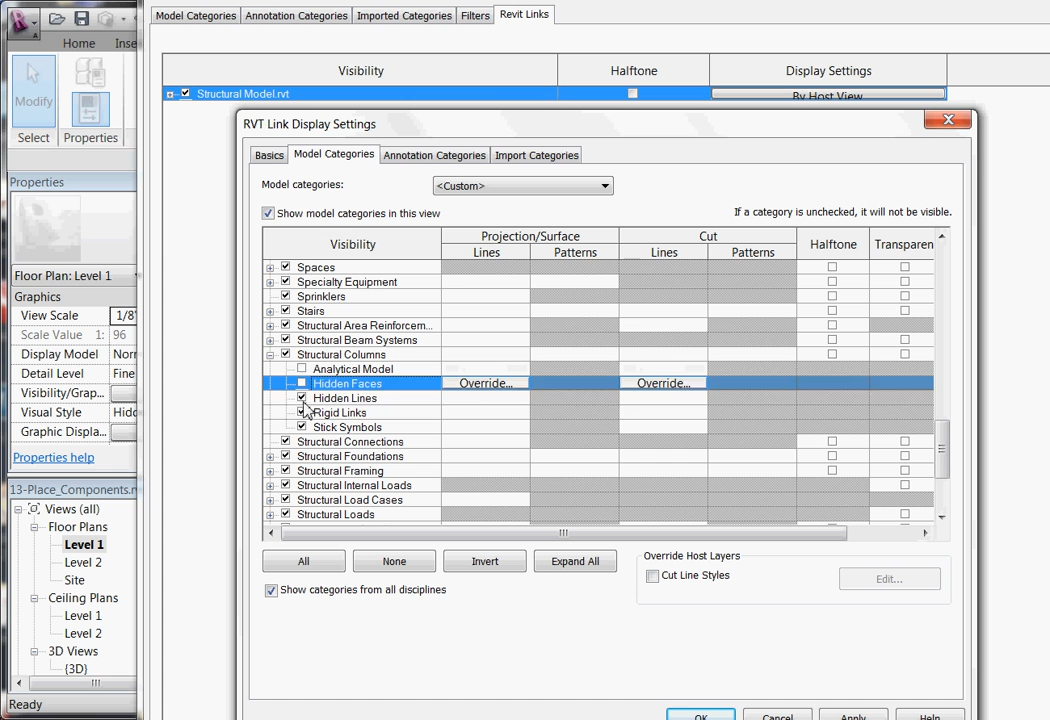 Model Categories Annotation Categories Imported Categories Filters Revit Links
Home Inse
Modify
Select Properties
Visibility Halftone Display Settings
Structural Model.rvt By Host View
RVT Link Display Settings
Basics Model Categories Annotation Categories Import Categories
Model categories: <Custom>
Show model categories in this view If a category is unchecked, it will not be visible.
Visibility Projection/Surface Cut Halftone Transparen
Lines Patterns Lines Patterns
Spaces
Specialty Equipment
Sprinklers
Stairs
Structural Area Reinforcem...
Structural Beam Systems
Structural Columns
Analytical Model
Hidden Faces Override... Override...
Hidden Lines
Rigid Links
Stick Symbols
Structural Connections
Structural Foundations
Structural Framing
Structural Internal Loads
Structural Load Cases
Structural Loads
All None Invert Expand All
Override Host Layers
Cut Line Styles Edit...
Show categories from all disciplines
OK Cancel Apply Help
Properties
Floor Plan: Level 1
Graphics
View Scale 1/8"
Scale Value 1: 96
Display Model Norr
Detail Level Fine
Visibility/Grap...
Visual Style Hidd
Graphic Displa...
Properties help
13-Place_Components.rv
Views (all)
Floor Plans
Level 1
Level 2
Site
Ceiling Plans
Level 1
Level 2
3D Views
{3D}
Ready